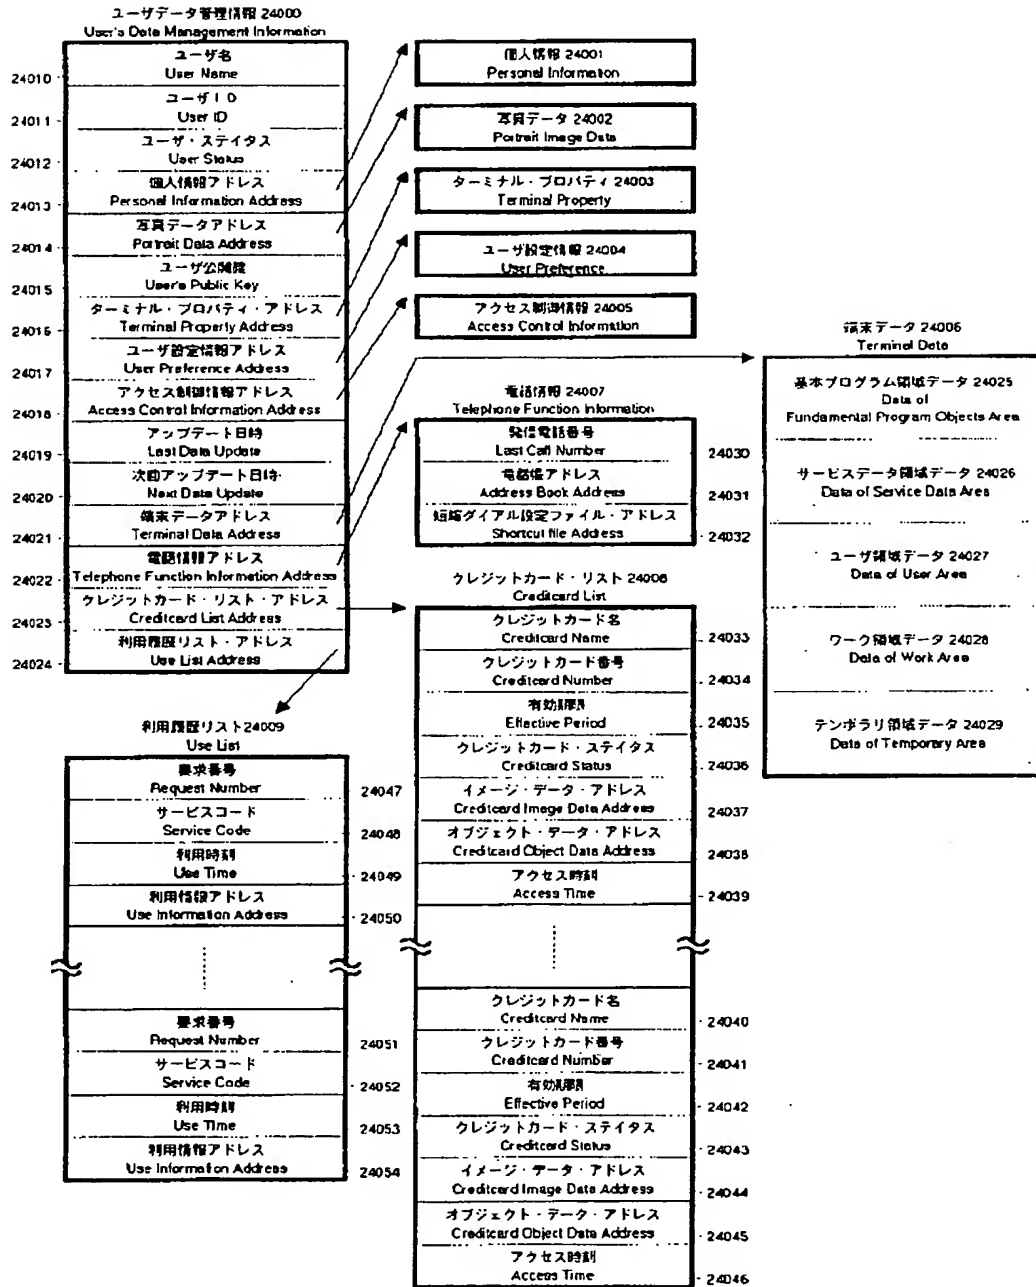 ユーザデータ管理情報 24000
User's Data Management Information
ユーザ名
User Name
24010
ユーザID
User ID
24011
ユーザ・ステイタス
User Status
24012
個人情報アドレス
Personal Information Address
24013
写真データアドレス
Portrait Data Address
24014
ユーザ公開鍵
User's Public Key
24015
ターミナル・プロパティ・アドレス
Terminal Property Address
24016
ユーザ設定情報アドレス
User Preference Address
24017
アクセス制御情報アドレス
Access Control Information Address
24018
アップデート日時
Last Data Update
24019
次回アップデート日時
Next Data Update
24020
端末データアドレス
Terminal Data Address
24021
電話情報アドレス
Telephone Function Information Address
24022
クレジットカード・リスト・アドレス
Creditcard List Address
24023
利用履歴リスト・アドレス
Use List Address
24024
個人情報 24001
Personal Information
写真データ 24002
Portrait Image Data
ターミナル・プロパティ 24003
Terminal Property
ユーザ設定情報 24004
User Preference
アクセス制御情報 24005
Access Control Information
端末データ 24006
Terminal Data
基本プログラム領域データ 24025
Data of
Fundamental Program Objects Area
サービスデータ領域データ 24026
Data of Service Data Area
ユーザ領域データ 24027
Data of User Area
ワーク領域データ 24028
Data of Work Area
テンポラリ領域データ 24029
Data of Temporary Area
電話情報 24007
Telephone Function Information
発信電話番号
Last Call Number
24030
電話帳アドレス
Address Book Address
24031
短縮ダイアル設定ファイル・アドレス
Shortcut file Address
24032
クレジットカード・リスト 24008
Creditcard List
クレジットカード名
Creditcard Name
24033
クレジットカード番号
Creditcard Number
24034
有効期限
Effective Period
24035
クレジットカード・ステイタス
Creditcard Status
24036
イメージ・データ・アドレス
Creditcard Image Data Address
24037
オブジェクト・データ・アドレス
Creditcard Object Data Address
24038
アクセス時刻
Access Time
24039
クレジットカード名
Creditcard Name
24040
クレジットカード番号
Creditcard Number
24041
有効期限
Effective Period
24042
クレジットカード・ステイタス
Creditcard Status
24043
イメージ・データ・アドレス
Creditcard Image Data Address
24044
オブジェクト・データ・アドレス
Creditcard Object Data Address
24045
アクセス時刻
Access Time
24046
利用履歴リスト24009
Use List
要求番号
Request Number
24047
サービスコード
Service Code
24048
利用時刻
Use Time
24049
利用情報アドレス
Use Information Address
24050
要求番号
Request Number
24051
サービスコード
Service Code
24052
利用時刻
Use Time
24053
利用情報アドレス
Use Information Address
24054